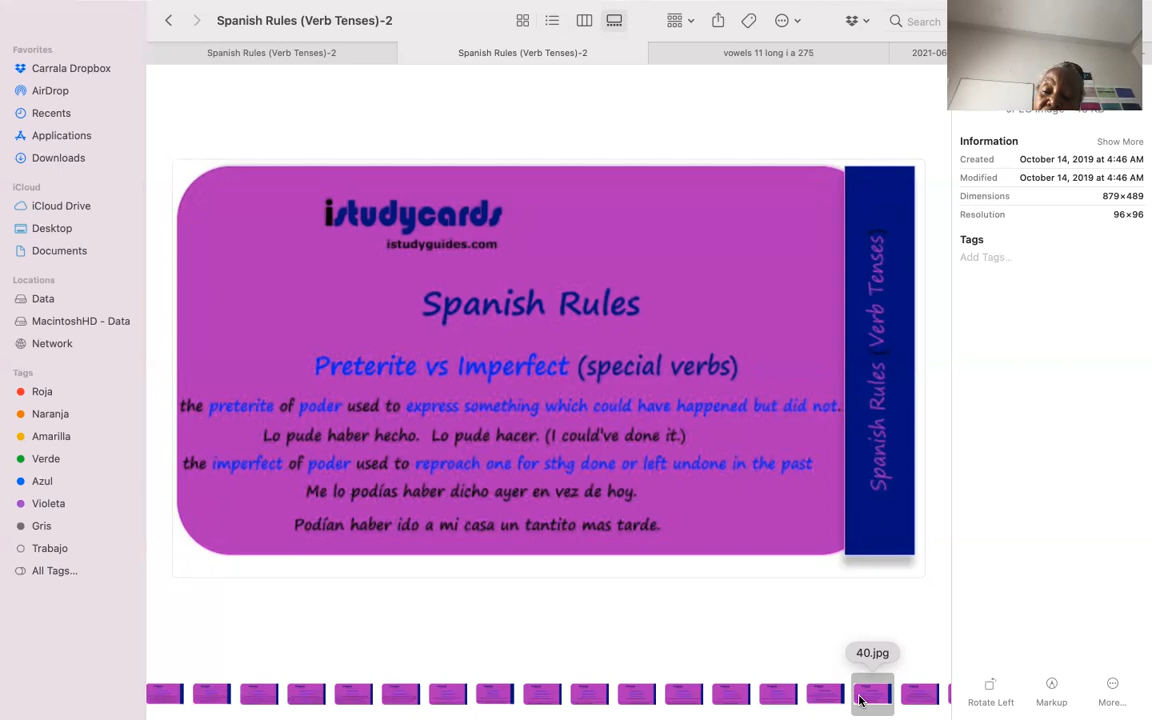 Spanish Rules (Verb Tenses)-2
Search
Spanish Rules (Verb Tenses)-2
Spanish Rules (Verb Tenses)-2
vowels 11 long i a 275
2021-06
Favorites
Carrala Dropbox
AirDrop
Recents
Applications
Downloads
iCloud
iCloud Drive
Desktop
Documents
Locations
Data
MacintoshHD - Data
Network
Tags
Roja
Naranja
Amarilla
Verde
Azul
Violeta
Gris
Trabajo
All Tags...
istudycards
istudyguides.com
Spanish Rules
Preterite vs Imperfect (special verbs)
the preterite of poder used to express something which could have happened but did not.
Lo pude haber hecho. Lo pude hacer. (I could've done it.)
the imperfect of poder used to reproach one for sthg done or left undone in the past
Me lo podías haber dicho ayer en vez de hoy.
Podían haber ido a mi casa un tantito mas tarde.
Spanish Rules (Verb Tenses)
40.jpg
Information
Show More
Created October 14, 2019 at 4:46 AM
Modified October 14, 2019 at 4:46 AM
Dimensions 879×489
Resolution 96×96
Tags
Add Tags...
Rotate Left
Markup
More...